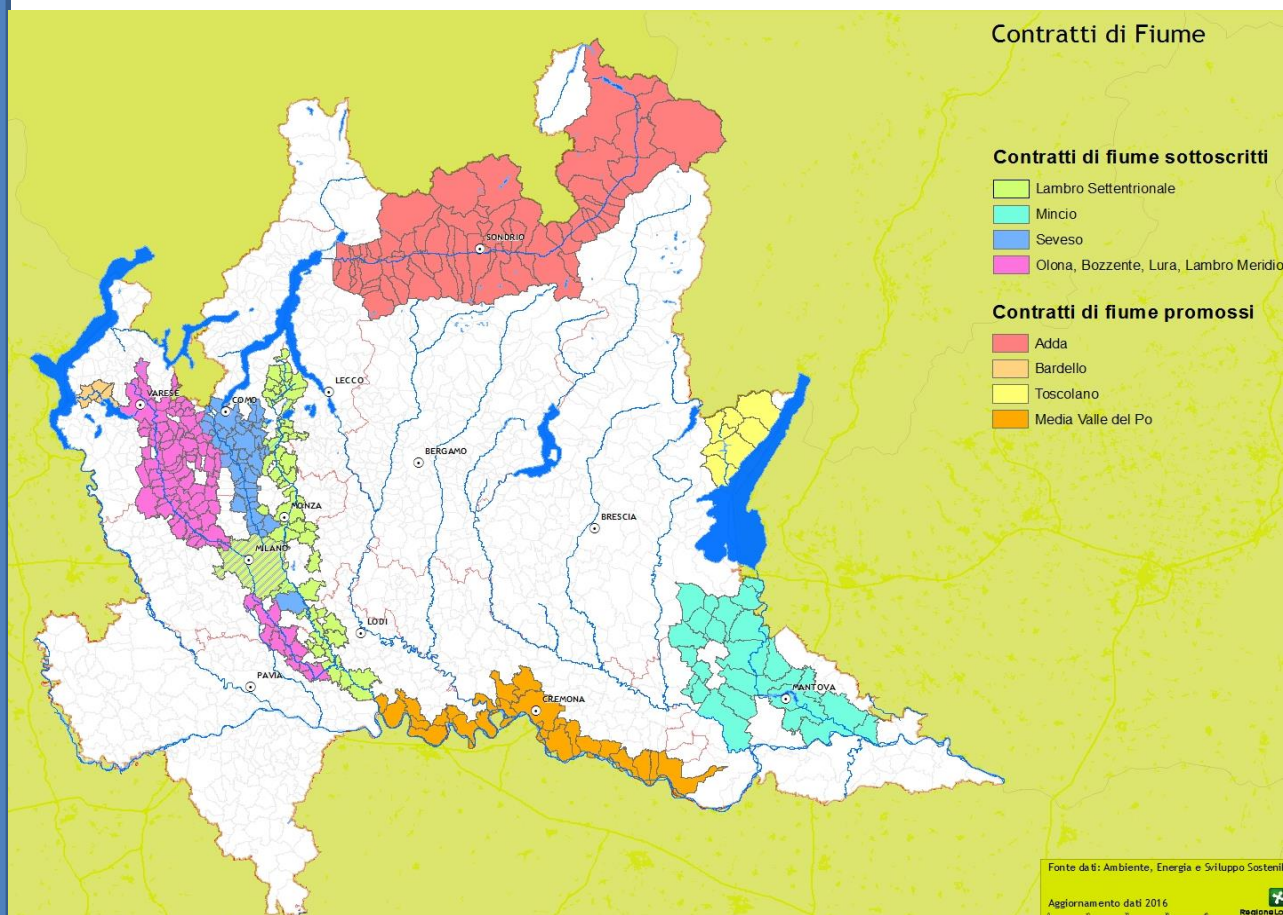 Contratti di Fiume
Contratti di fiume sottoscritti
Lambro Settentrionale
Mincio
Seveso
Olona, Bozzente, Lura, Lambro Meridio
Contratti di fiume promossi
Adda
Bardello
Toscolano
Media Valle del Po
SONDRIO
LECCO
VARESE
COMO
BERGAMO
MONZA
BRESCIA
MILANO
LODI
PAVIA
CREMONA
MANTOVA
Fonte dati: Ambiente, Energia e Sviluppo Sosteni
Aggiornamento dati 2016